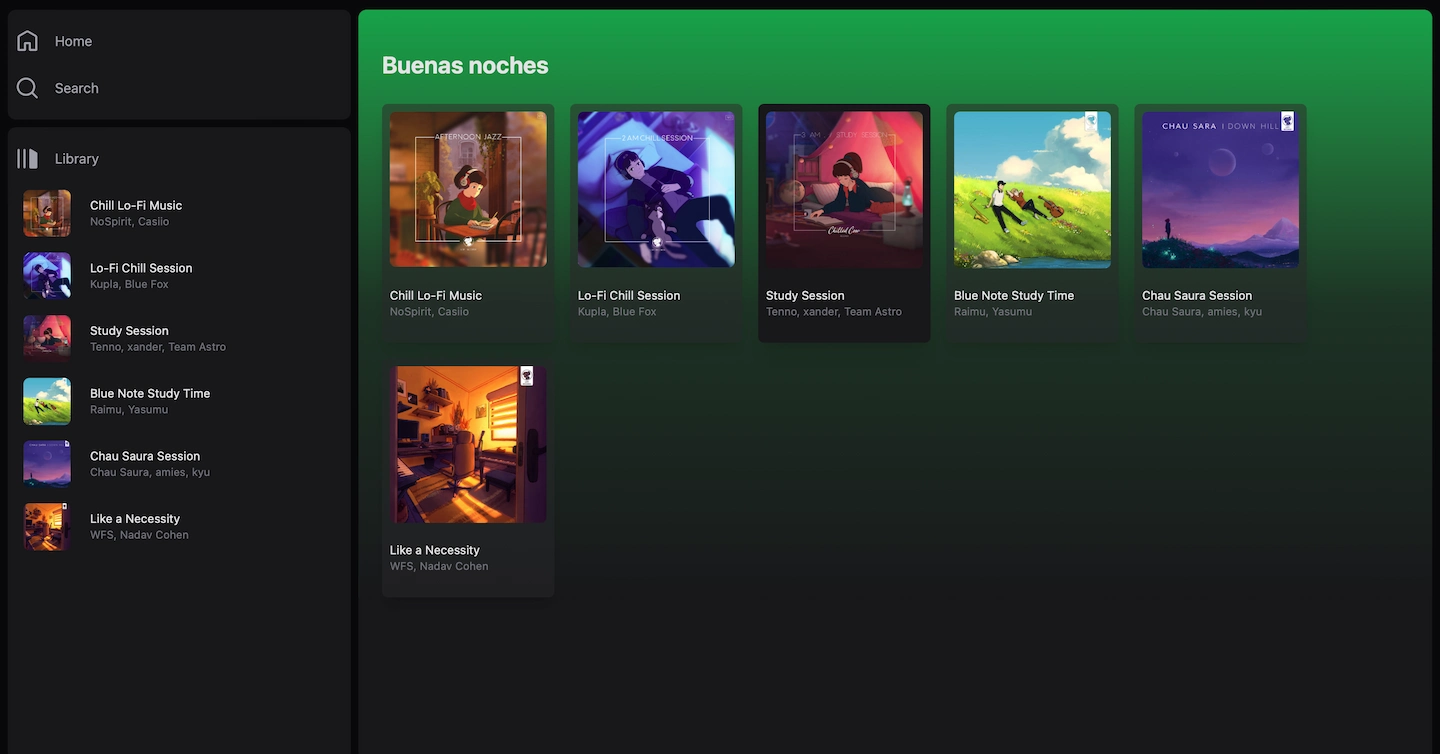 Home
Search
Library
Chill Lo-Fi Music
NoSpirit, Casiio
Lo-Fi Chill Session
Kupla, Blue Fox
Study Session
Tenno, xander, Team Astro
Blue Note Study Time
Raimu, Yasumu
Chau Saura Session
Chau Saura, amies, kyu
Like a Necessity
WFS, Nadav Cohen
Buenas noches
AFTERNOON JAZZ
2 AM CHILL SESSION
3 AM STUDY SESSION
Chilled Cow
CHAU SARA | DOWN HILL
Chill Lo-Fi Music
NoSpirit, Casiio
Lo-Fi Chill Session
Kupla, Blue Fox
Study Session
Tenno, xander, Team Astro
Blue Note Study Time
Raimu, Yasumu
Chau Saura Session
Chau Saura, amies, kyu
Like a Necessity
WFS, Nadav Cohen